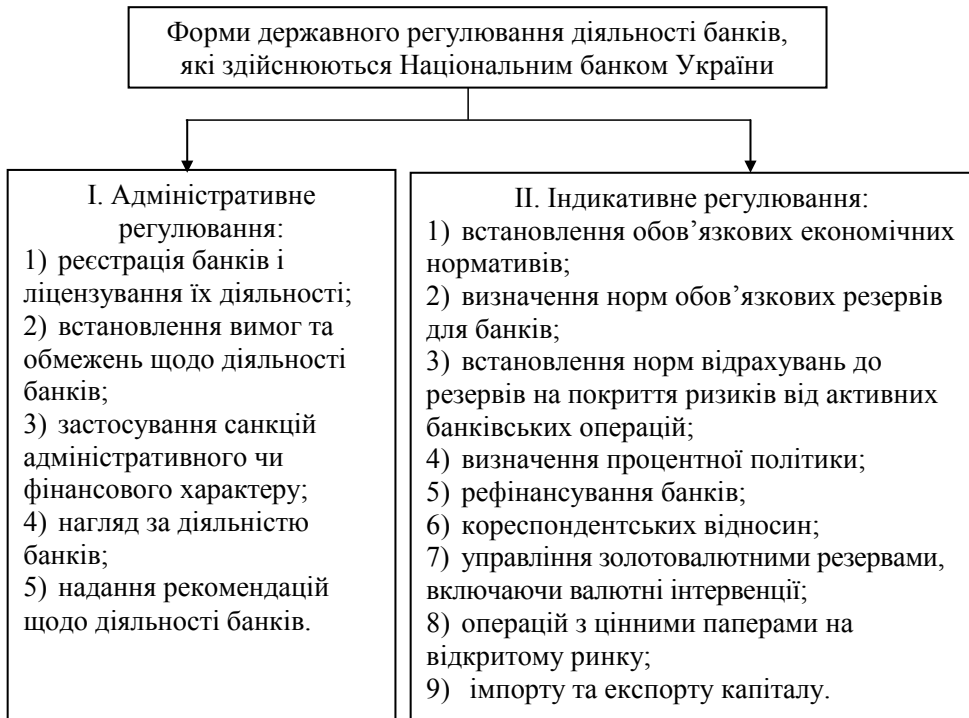 Форми державного регулювання діяльності банків,
які здійснюються Національним банком України
І. Адміністративне
регулювання:
1) реєстрація банків і
ліцензування їх діяльності;
2) встановлення вимог та
обмежень щодо діяльності
банків;
3) застосування санкцій
адміністративного чи
фінансового характеру;
4) нагляд за діяльністю
банків;
5) надання рекомендацій
щодо діяльності банків.
ІІ. Індикативне регулювання:
1) встановлення обов’язкових економічних
нормативів;
2) визначення норм обов’язкових резервів
для банків;
3) встановлення норм відрахувань до
резервів на покриття ризиків від активних
банківських операцій;
4) визначення процентної політики;
5) рефінансування банків;
6) кореспондентських відносин;
7) управління золотовалютними резервами,
включаючи валютні інтервенції;
8) операцій з цінними паперами на
відкритому ринку;
9) імпорту та експорту капіталу.